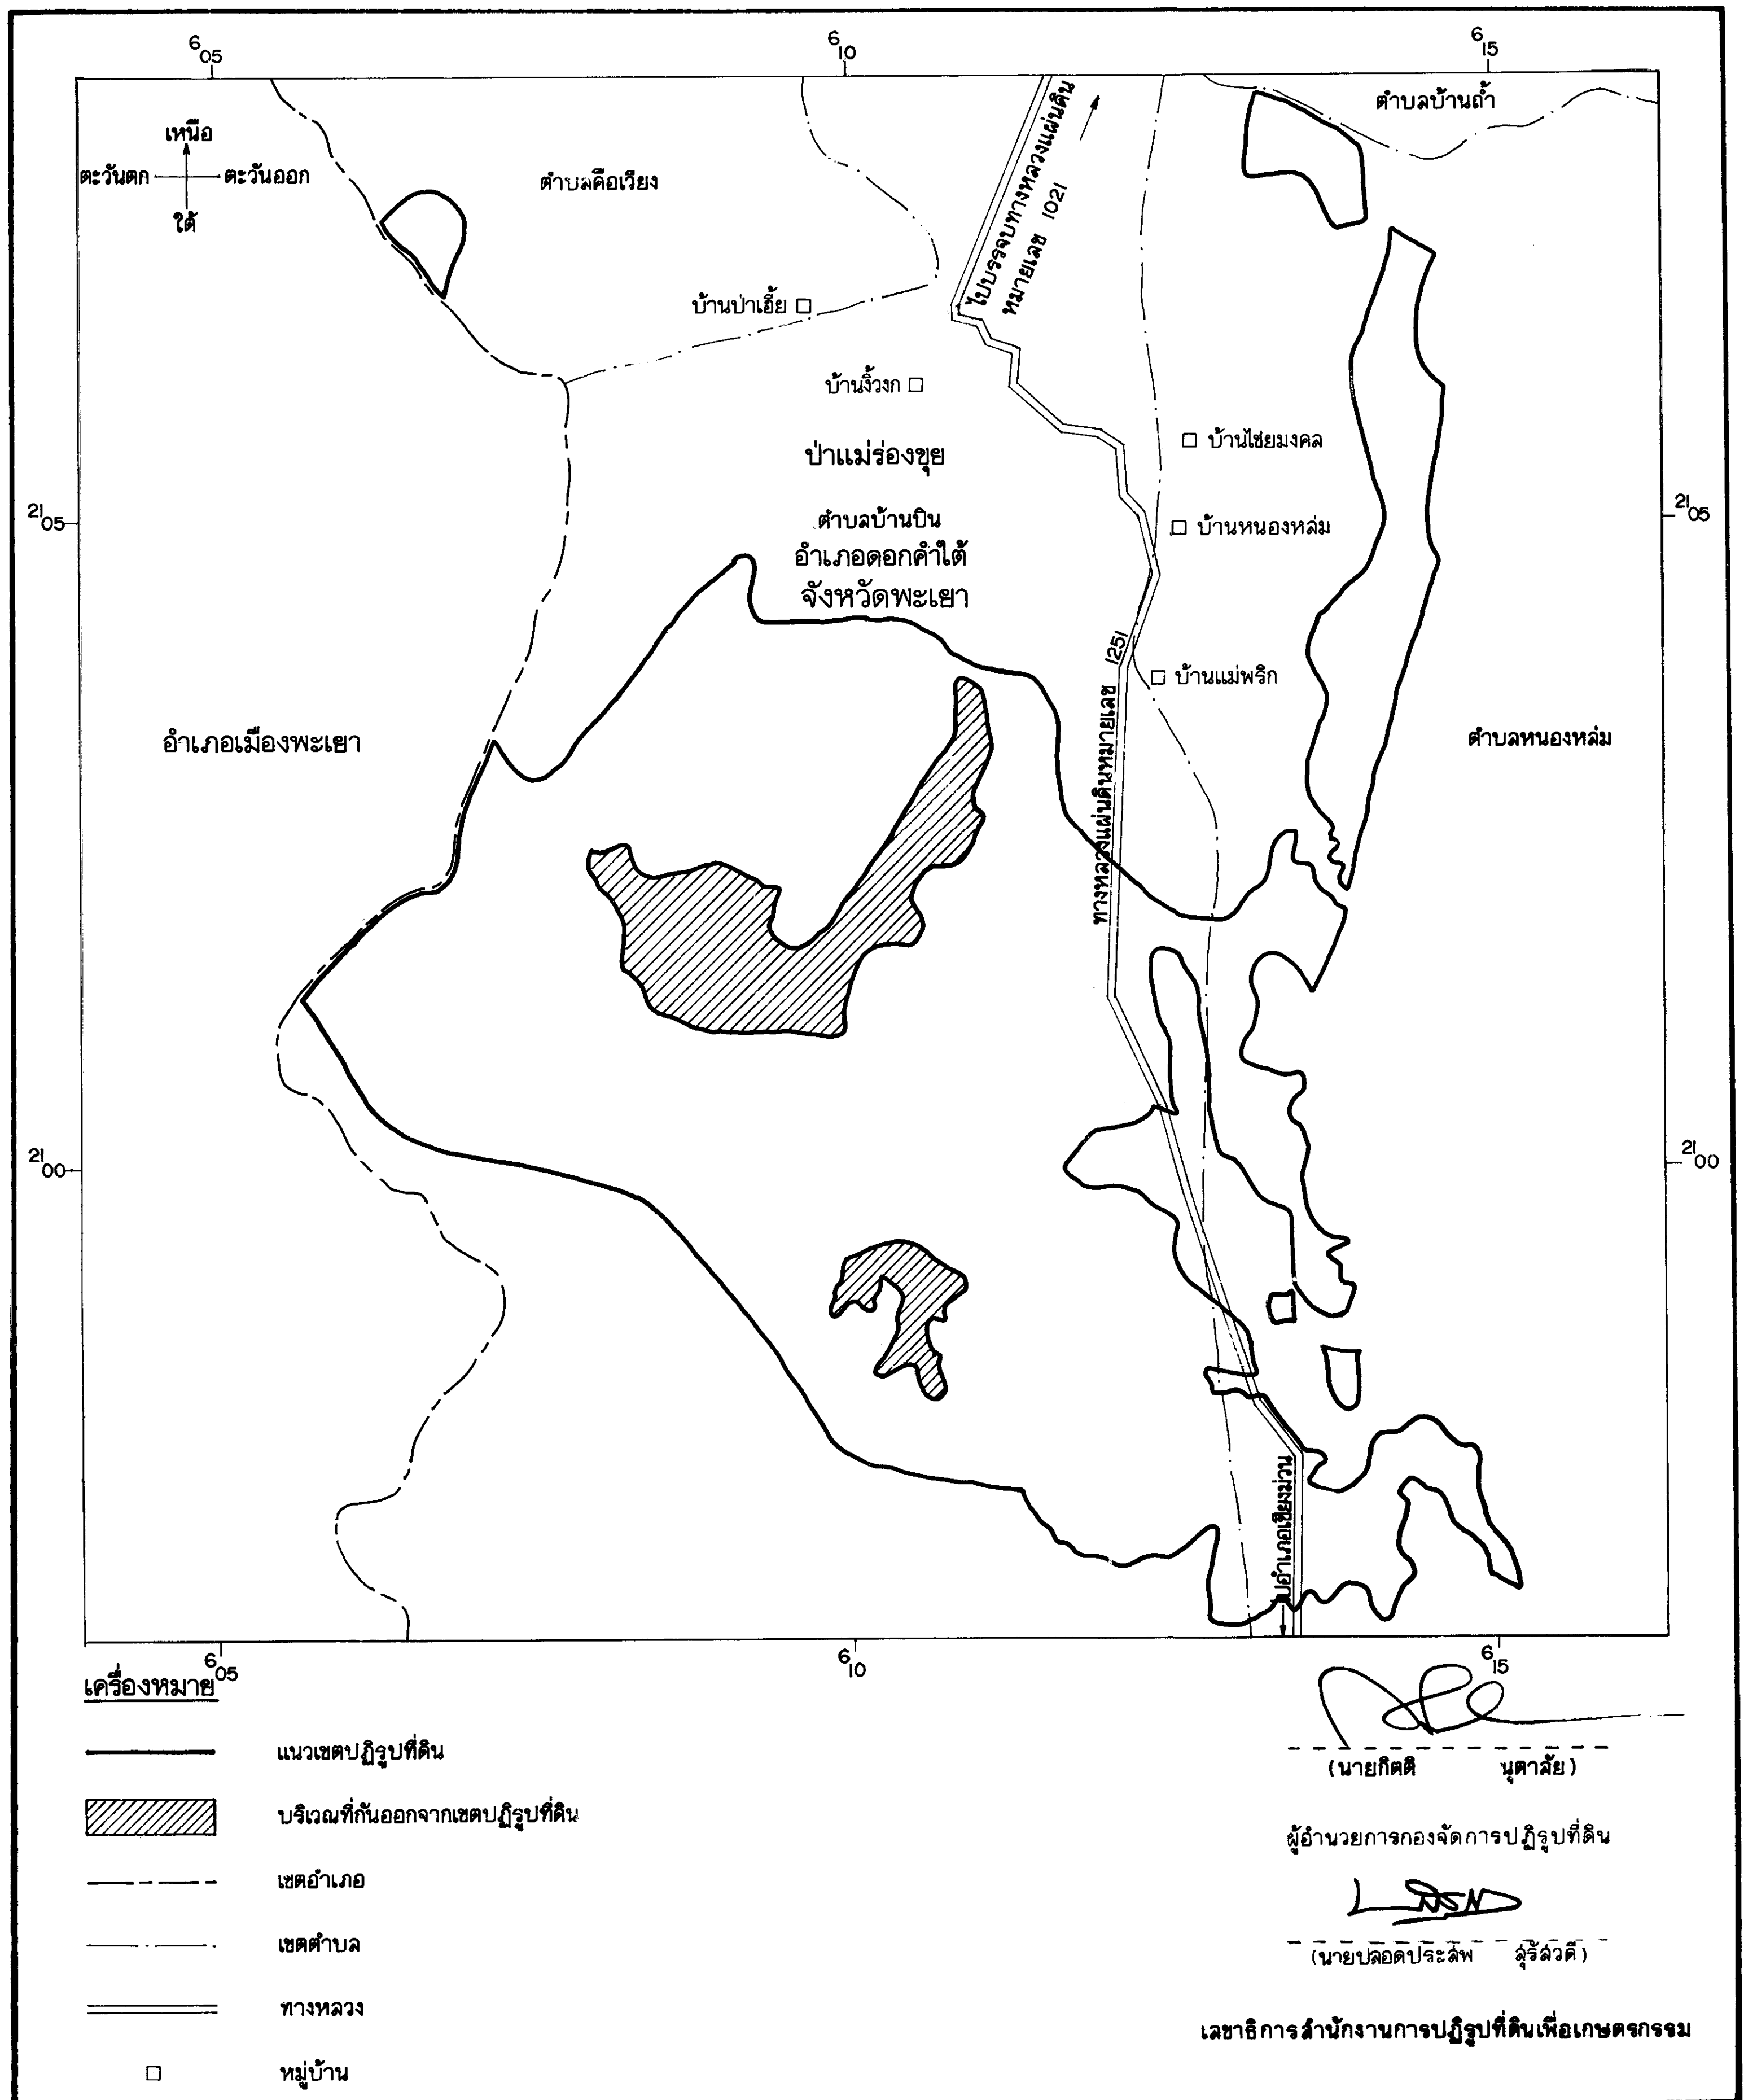 6 05
6 10
6 15
ตำบลบ้านถ้ำ
เหนือ
ตะวันตก
ตะวันออก
ใต้
ตำบลคือเวียง
ไปบรรจบทางหลวงแผ่นดิน
หมายเลข 1021
บ้านป่าเฮี้ย
บ้านงิ้วงก
บ้านไชยมงคล
ป่าแม่ร่องขุย
21 05
21 05
ตำบลบ้านปิน
บ้านหนองหล่ม
อำเภอดอกคำใต้
จังหวัดพะเยา
ทางหลวงแผ่นดินหมายเลข 1251
บ้านแม่พริก
อำเภอเมืองพะเยา
ตำบลหนองหล่ม
21 00
21 00
ไปอำเภอเชียงม่วน
6 05
6 10
6 15
เครื่องหมาย
แนวเขตปฏิรูปที่ดิน
บริเวณที่กันออกจากเขตปฏิรูปที่ดิน
เขตอำเภอ
เขตตำบล
ทางหลวง
หมู่บ้าน
(นายกิตติ นุตาลัย)
ผู้อำนวยการกองจัดการปฏิรูปที่ดิน
(นายปลอดประสพ สุรัสวดี)
เลขาธิการสำนักงานการปฏิรูปที่ดินเพื่อเกษตรกรรม